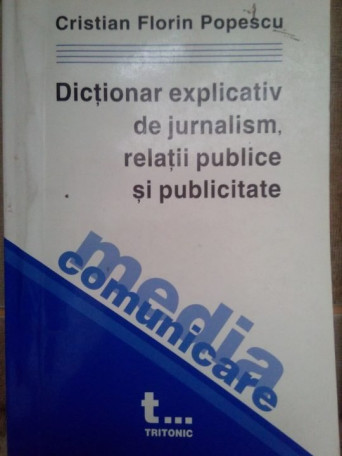 Cristian Florin Popescu
Dicționar explicativ
de jurnalism,
relații publice
și publicitate
media
comunicare
t...
TRITONIC